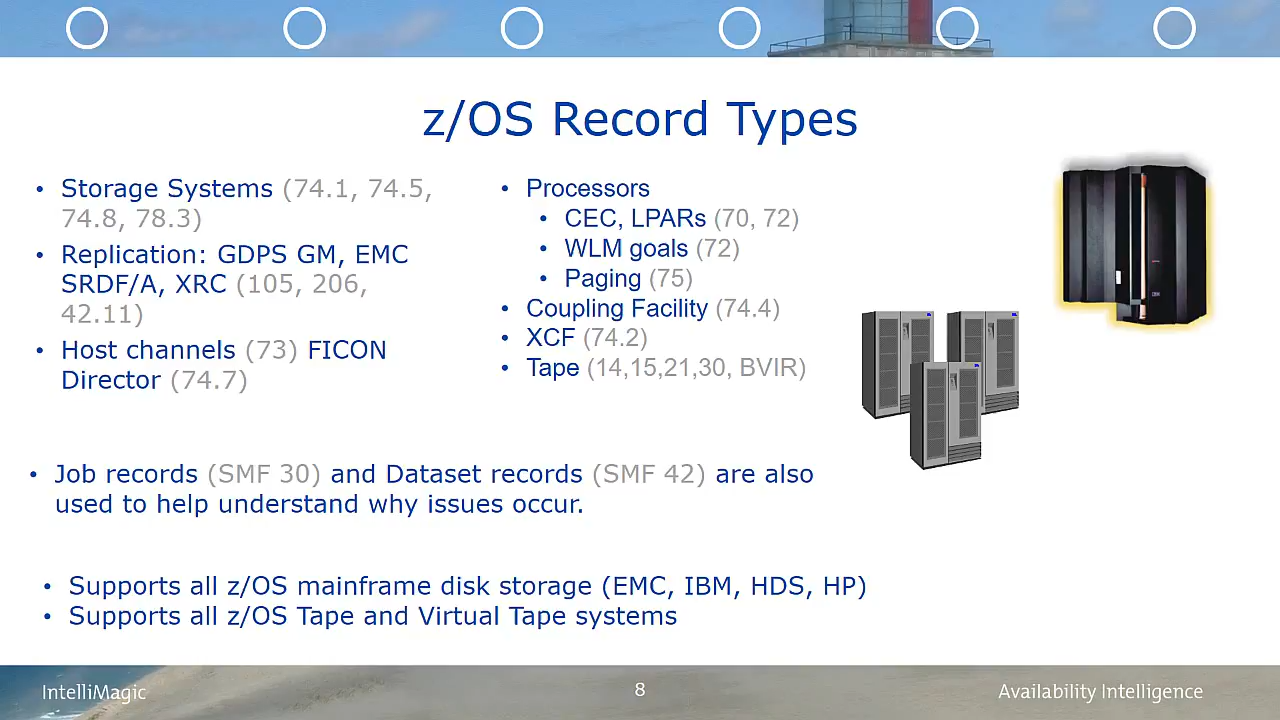 z/OS Record Types
• Storage Systems (74.1, 74.5,
74.8, 78.3)
• Replication: GDPS GM, EMC
SRDF/A, XRC (105, 206,
42.11)
• Host channels (73) FICON
Director (74.7)
• Processors
• CEC, LPARs (70, 72)
• WLM goals (72)
• Paging (75)
• Coupling Facility (74.4)
• XCF (74.2)
• Tape (14,15,21,30, BVIR)
• Job records (SMF 30) and Dataset records (SMF 42) are also
used to help understand why issues occur.
• Supports all z/OS mainframe disk storage (EMC, IBM, HDS, HP)
• Supports all z/OS Tape and Virtual Tape systems
IntelliMagic
8
Availability Intelligence